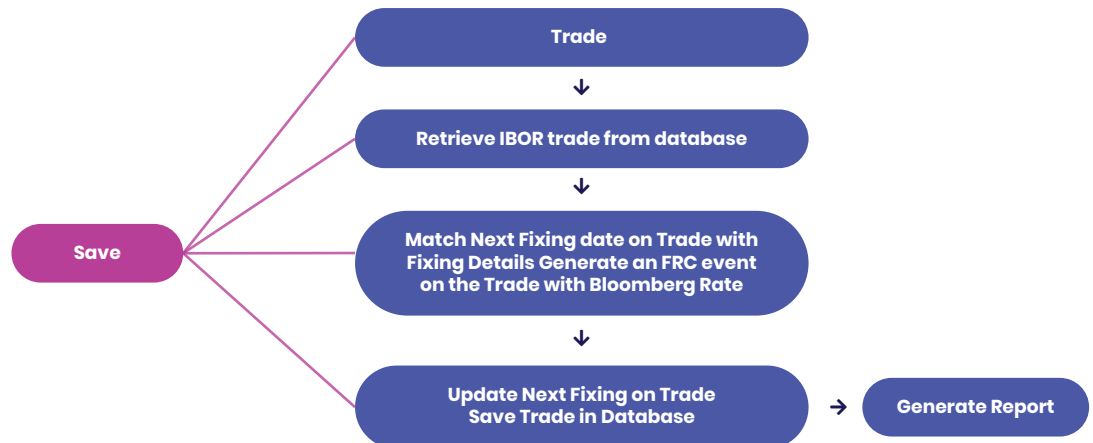 Trade
Retrieve IBOR trade from database
Save
Match Next Fixing date on Trade with
Fixing Details Generate an FRC event
on the Trade with Bloomberg Rate
Update Next Fixing on Trade
Save Trade in Database
Generate Report